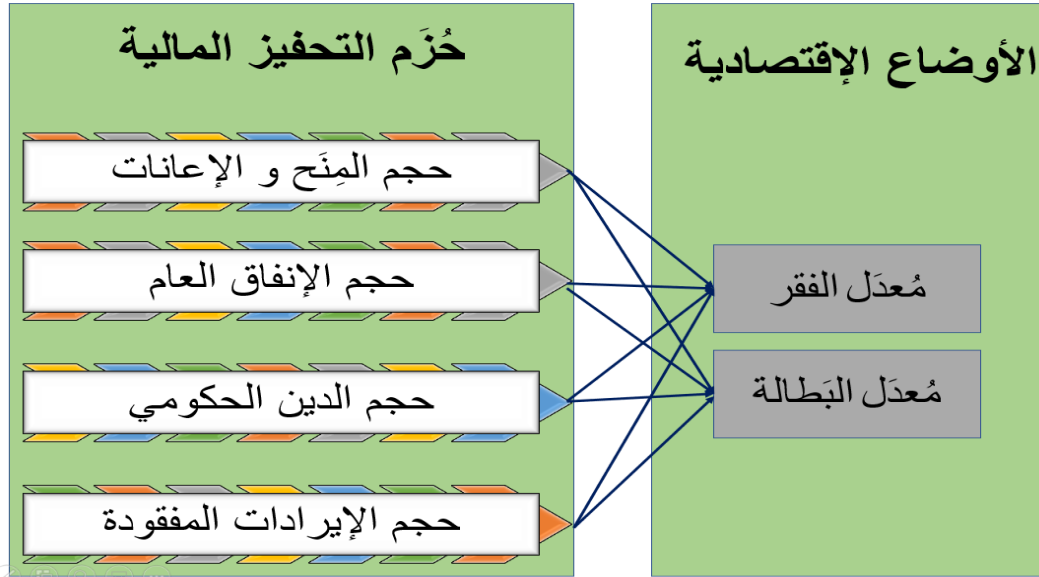 حُزَم التحفيز المالية
حجم المِنَح و الإعانات
حجم الإنفاق العام
حجم الدين الحكومي
حجم الإيرادات المفقودة
الأوضاع الإقتصادية
مُعدَل الفقر
مُعدَل البَطالة